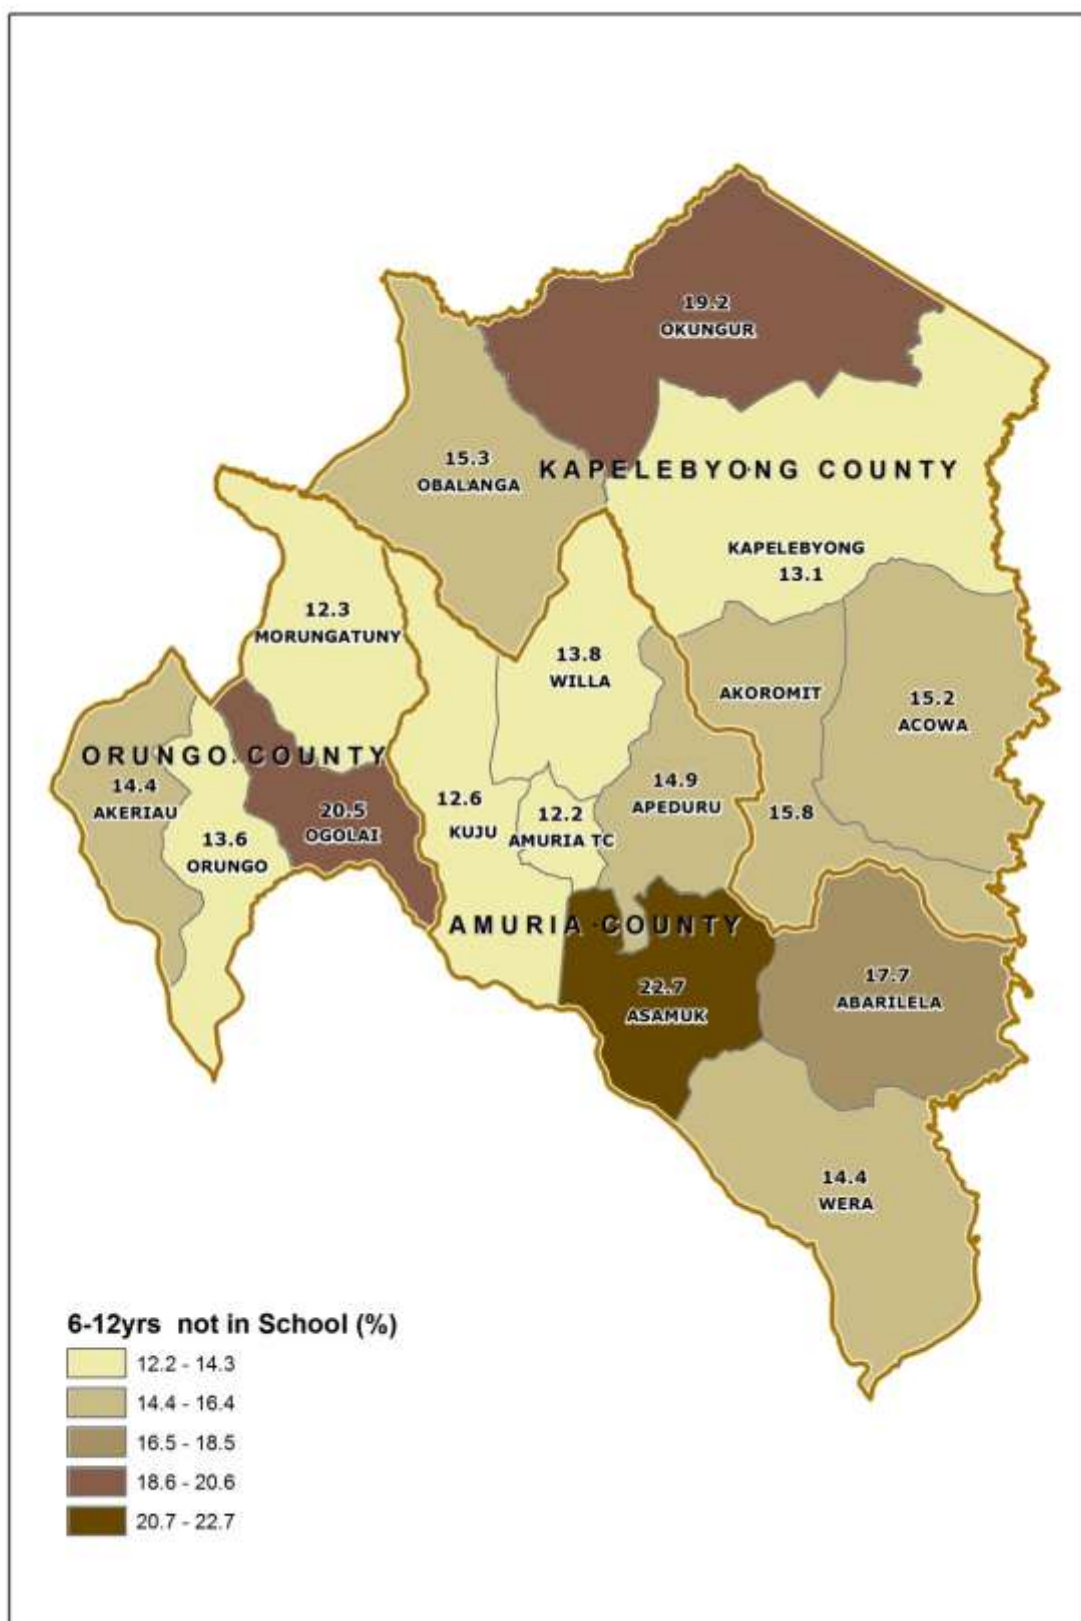 19.2
OKUNGUR
15.3
OBALANGA
KAPELEBYONG COUNTY
KAPELEBYONG
13.1
12.3
MORUNGATUNY
13.8
WILLA
AKOROMIT
15.2
ACOWA
ORUNGO COUNTY
14.4
AKERIAU
20.5
OGOLAI
13.6
ORUNGO
12.6
KUJU
12.2
AMURIA TC
14.9
APEDURU
15.8
AMURIA COUNTY
22.7
ASAMUK
17.7
ABARILELA
14.4
WERA
6-12yrs not in School (%)
12.2 - 14.3
14.4 - 16.4
16.5 - 18.5
18.6 - 20.6
20.7 - 22.7